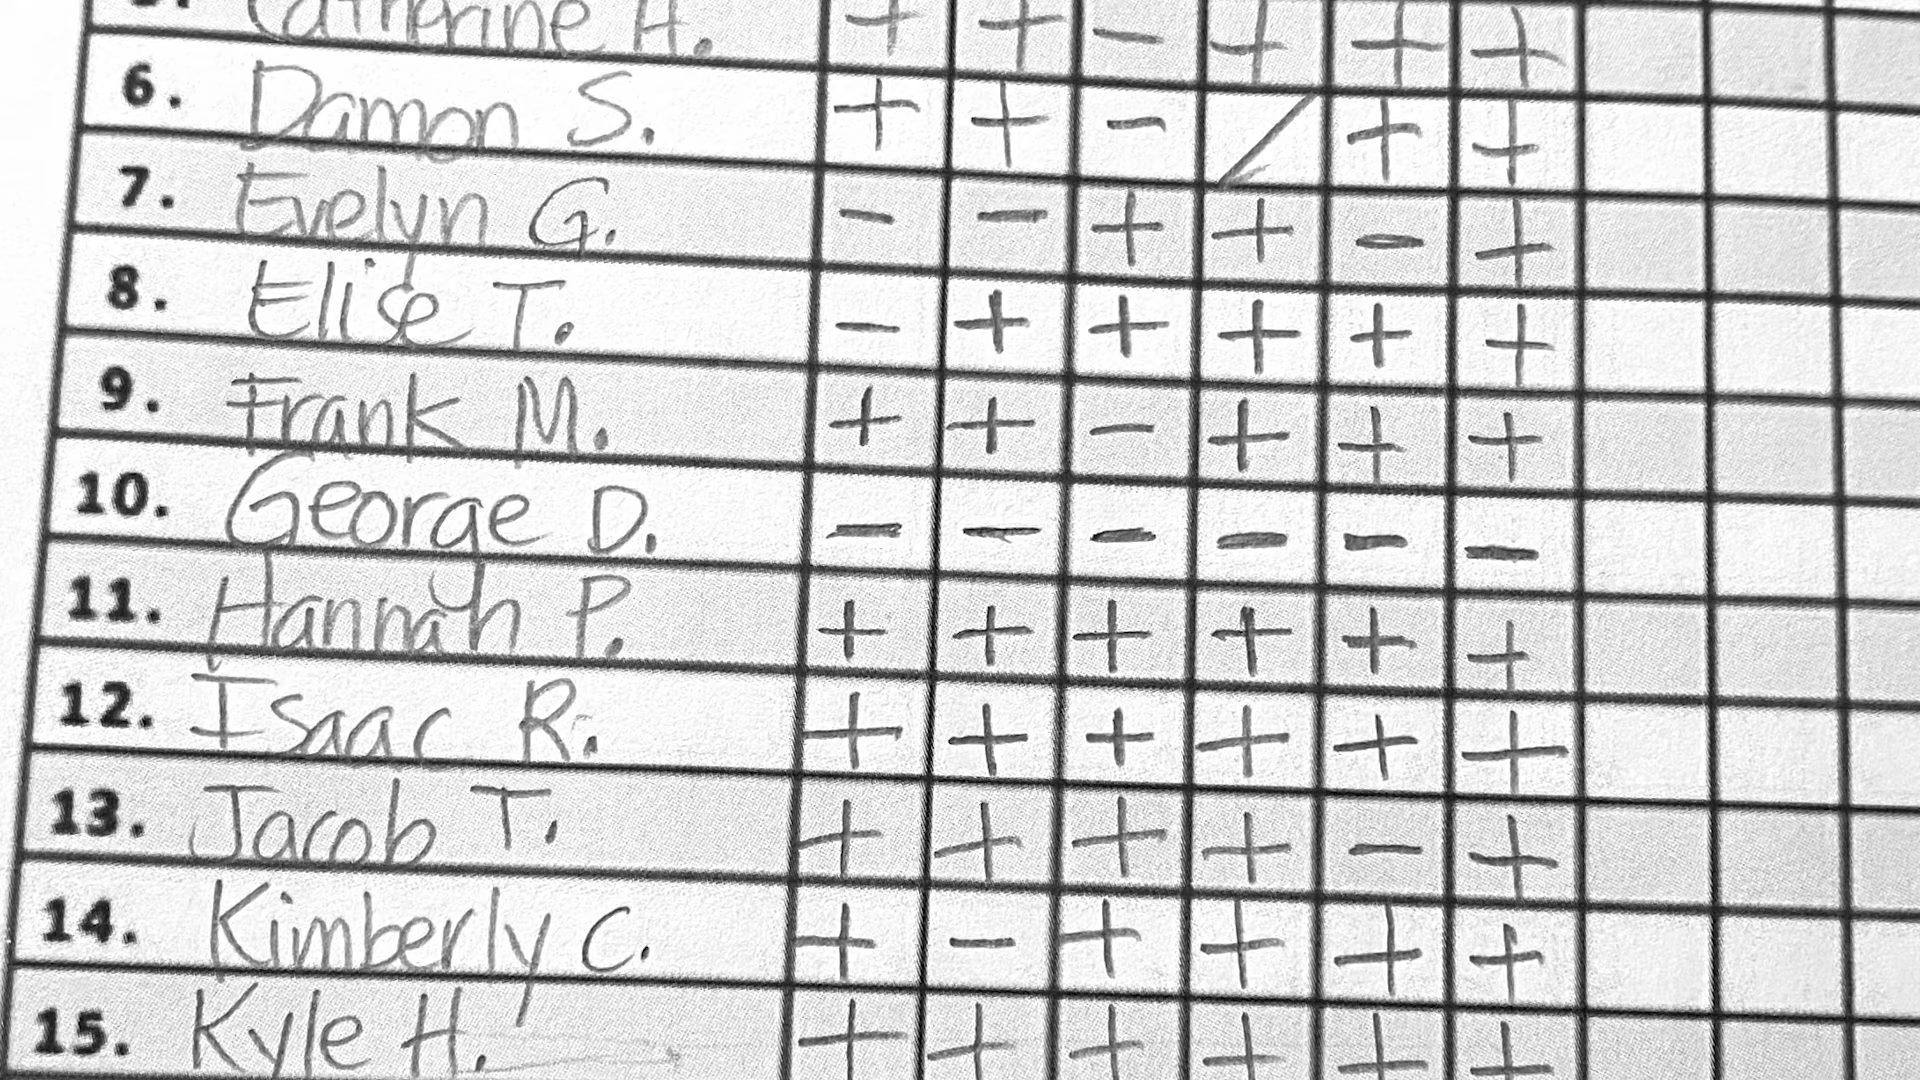 Catherine H. + + - + + +
6. Damon S. + + - / + +
7. Evelyn G. - - + + - +
8. Elise T. - + + + + +
9. Frank M. + + - + + +
10. George D. - - - - - -
11. Hannah P. + + + + + +
12. Isaac R. + + + + + +
13. Jacob T. + + + + - +
14. Kimberly C. + - + + + +
15. Kyle H. + + + + + +